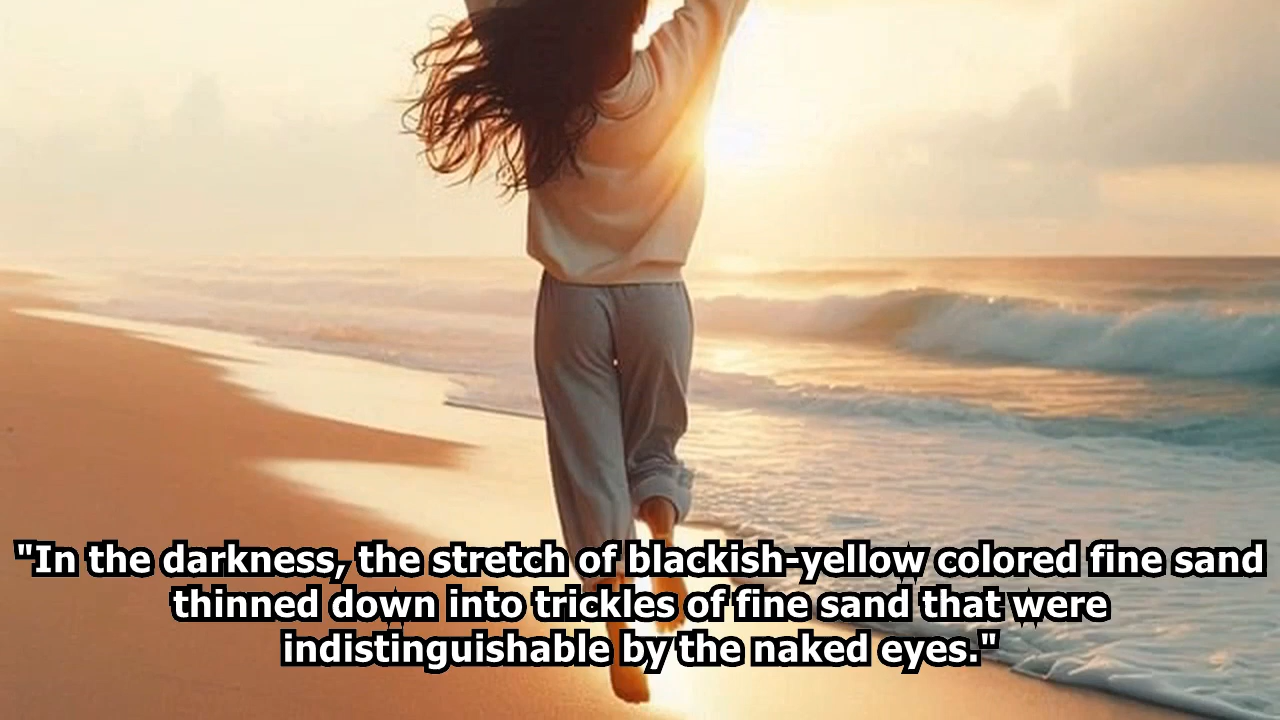 "In the darkness, the stretch of blackish-yellow colored fine sand
thinned down into trickles of fine sand that were
indistinguishable by the naked eyes."